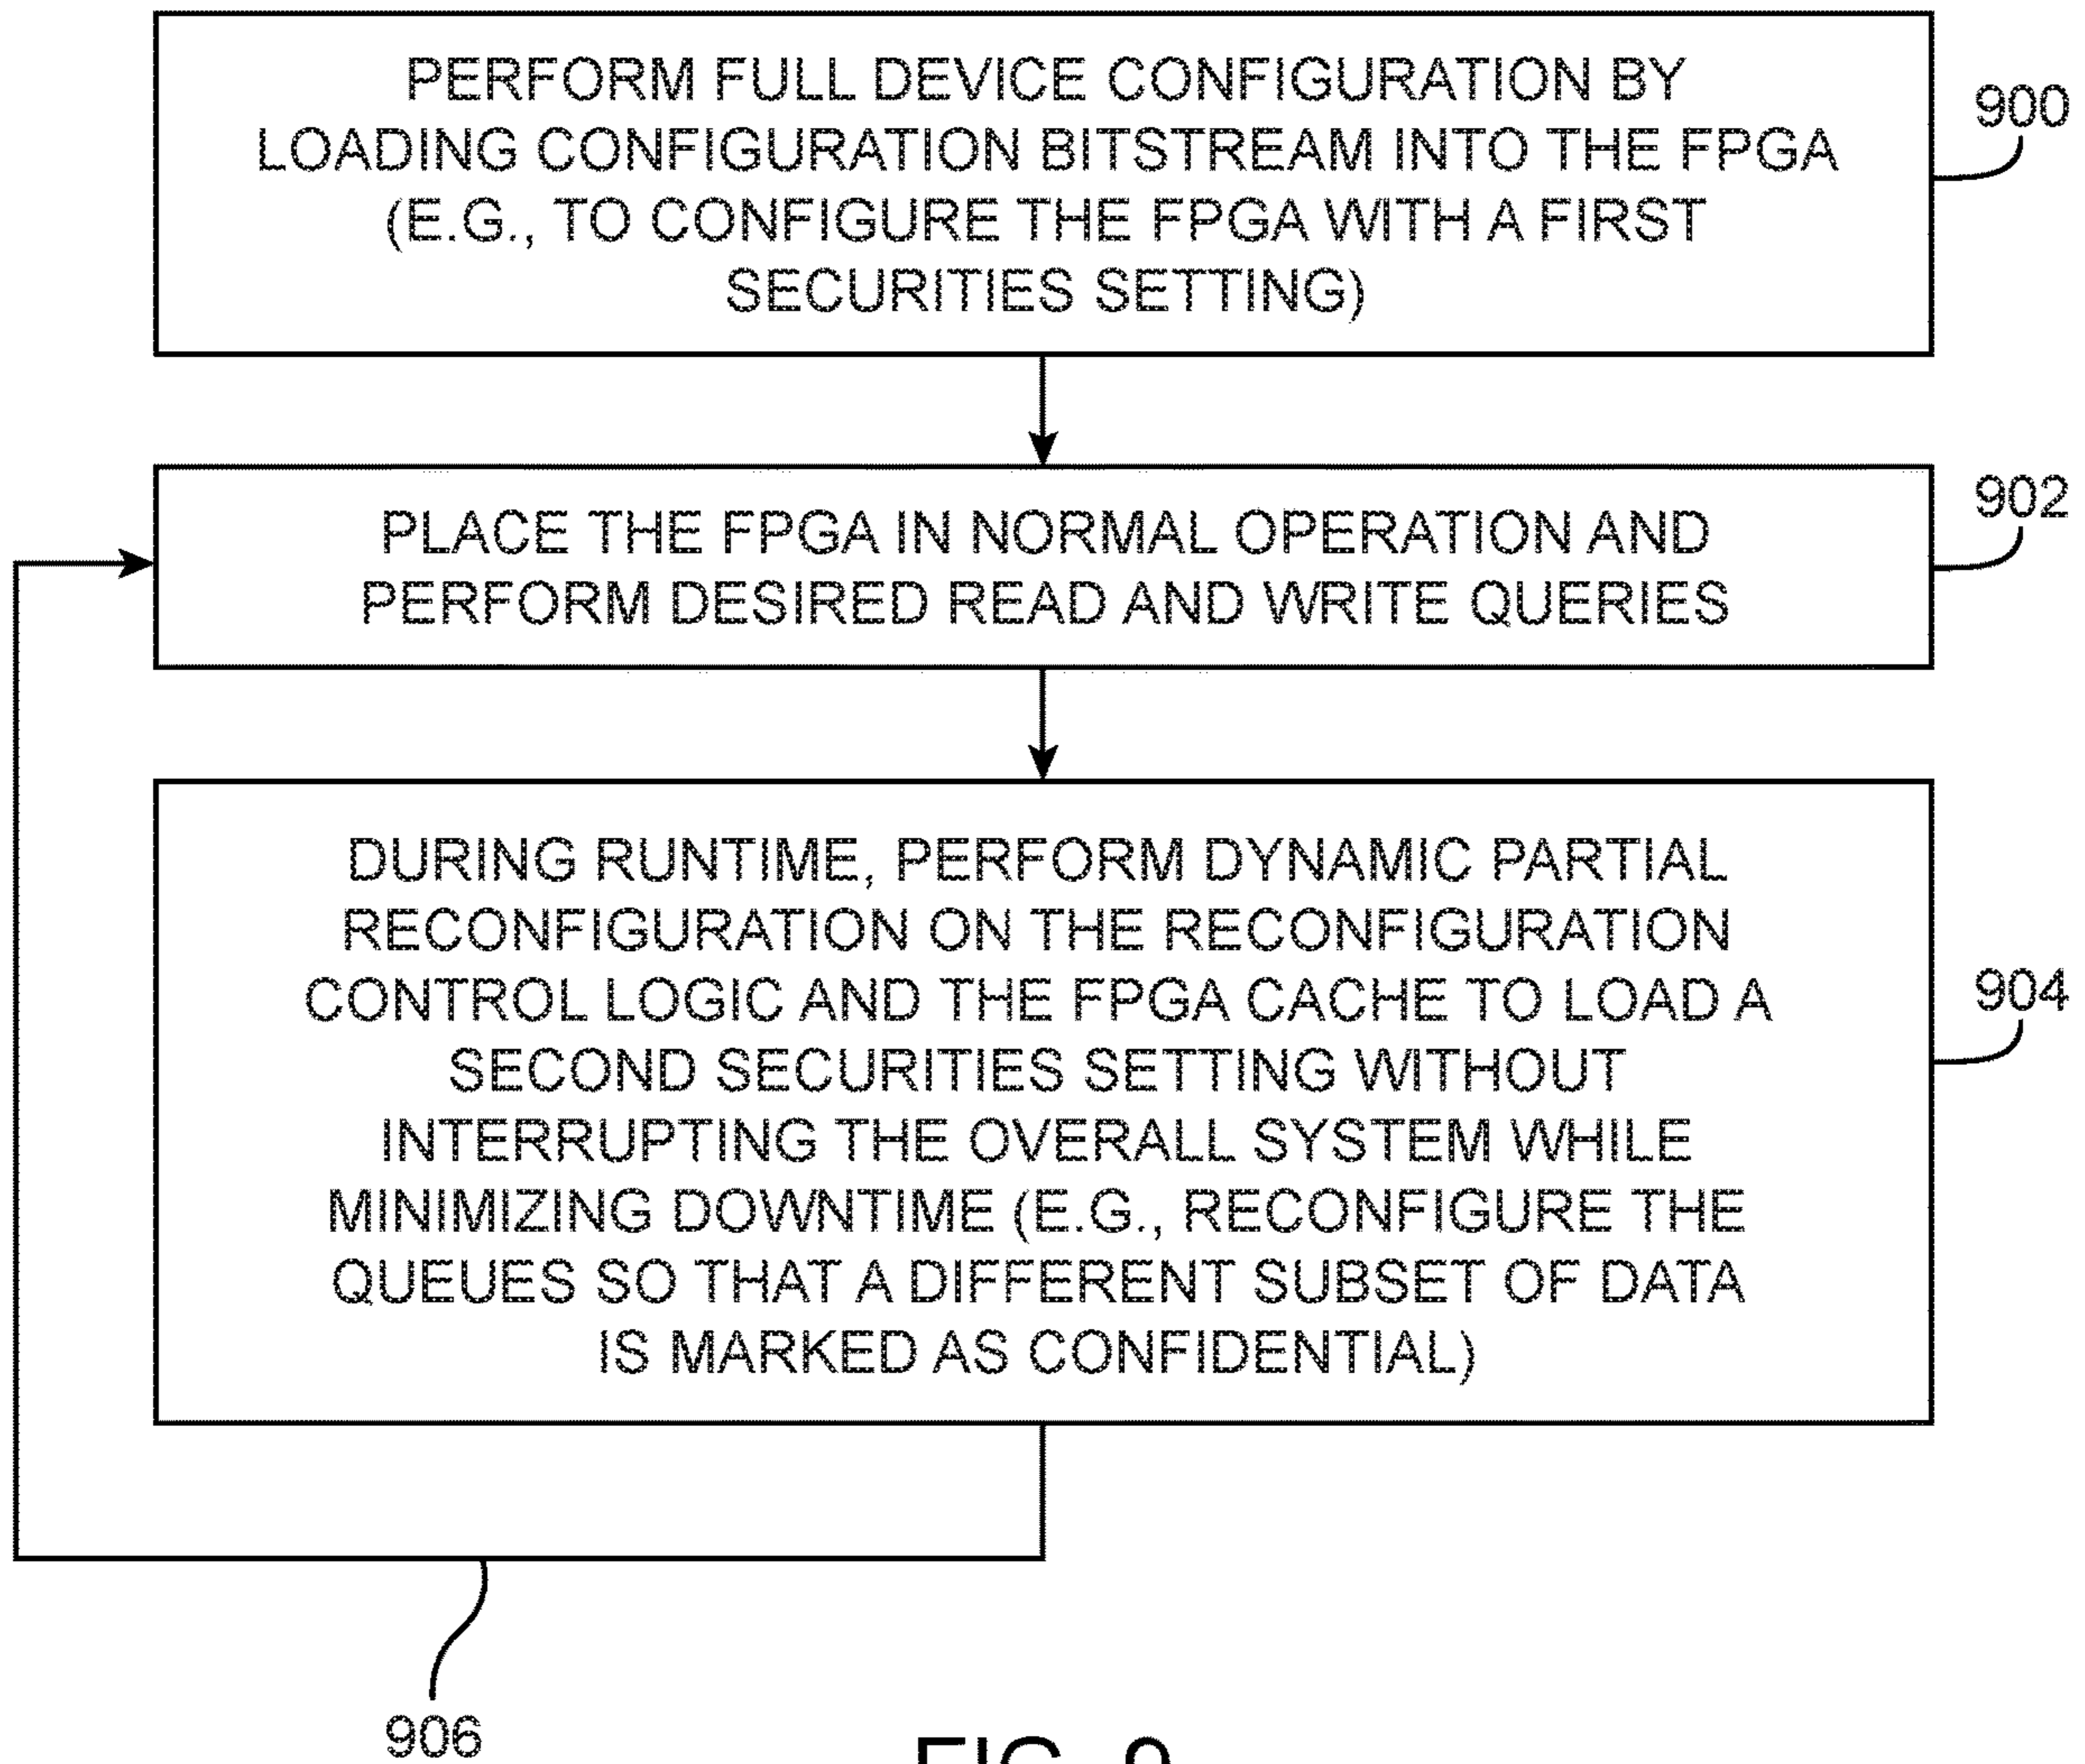 PERFORM FULL DEVICE CONFIGURATION BY
LOADING CONFIGURATION BITSTREAM INTO THE FPGA
(E.G., TO CONFIGURE THE FPGA WITH A FIRST
SECURITIES SETTING)
900
PLACE THE FPGA IN NORMAL OPERATION AND
PERFORM DESIRED READ AND WRITE QUERIES
902
DURING RUNTIME, PERFORM DYNAMIC PARTIAL
RECONFIGURATION ON THE RECONFIGURATION
CONTROL LOGIC AND THE FPGA CACHE TO LOAD A
SECOND SECURITIES SETTING WITHOUT
INTERRUPTING THE OVERALL SYSTEM WHILE
MINIMIZING DOWNTIME (E.G., RECONFIGURE THE
QUEUES SO THAT A DIFFERENT SUBSET OF DATA
IS MARKED AS CONFIDENTIAL)
904
906
FIG. 9